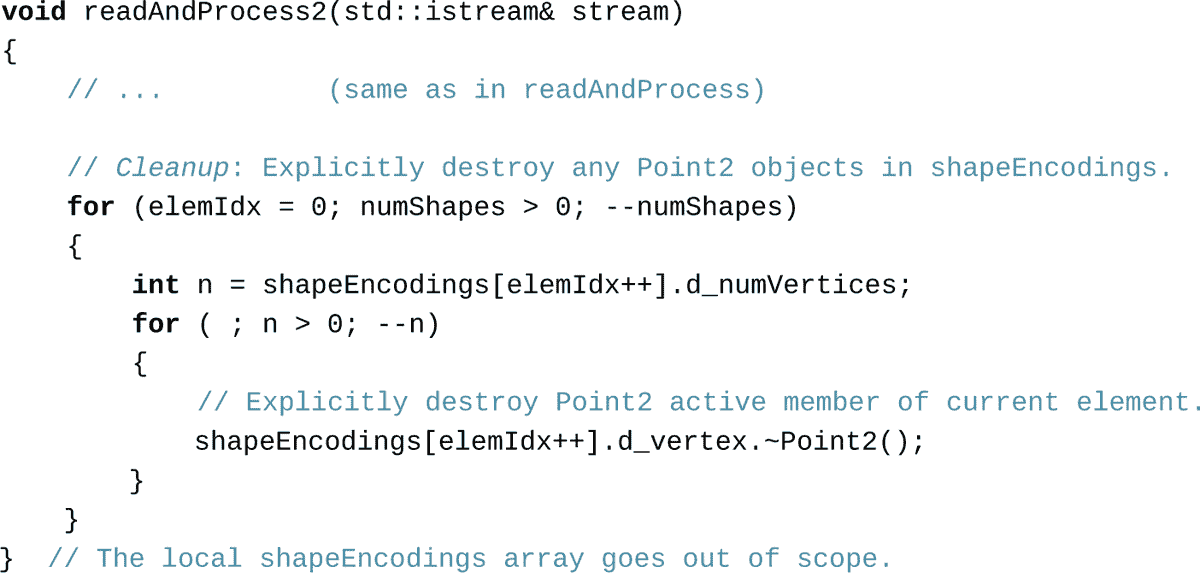 void readAndProcess2(std::istream& stream)
{
    // ...          (same as in readAndProcess)

    // Cleanup: Explicitly destroy any Point2 objects in shapeEncodings.
    for (elemIdx = 0; numShapes > 0; --numShapes)
    {
        int n = shapeEncodings[elemIdx++].d_numVertices;
        for ( ; n > 0; --n)
        {
            // Explicitly destroy Point2 active member of current element.
            shapeEncodings[elemIdx++].d_vertex.~Point2();
        }
    }
}  // The local shapeEncodings array goes out of scope.